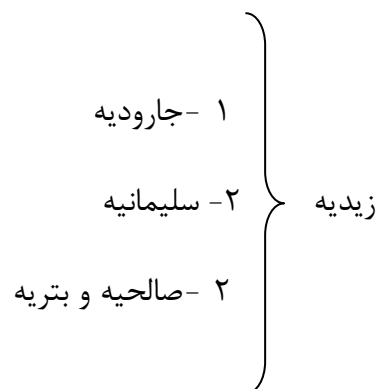 زیدیه
۱ -جارودیه
۲- سلیمانیه
۲ -صالحیه و بتریه